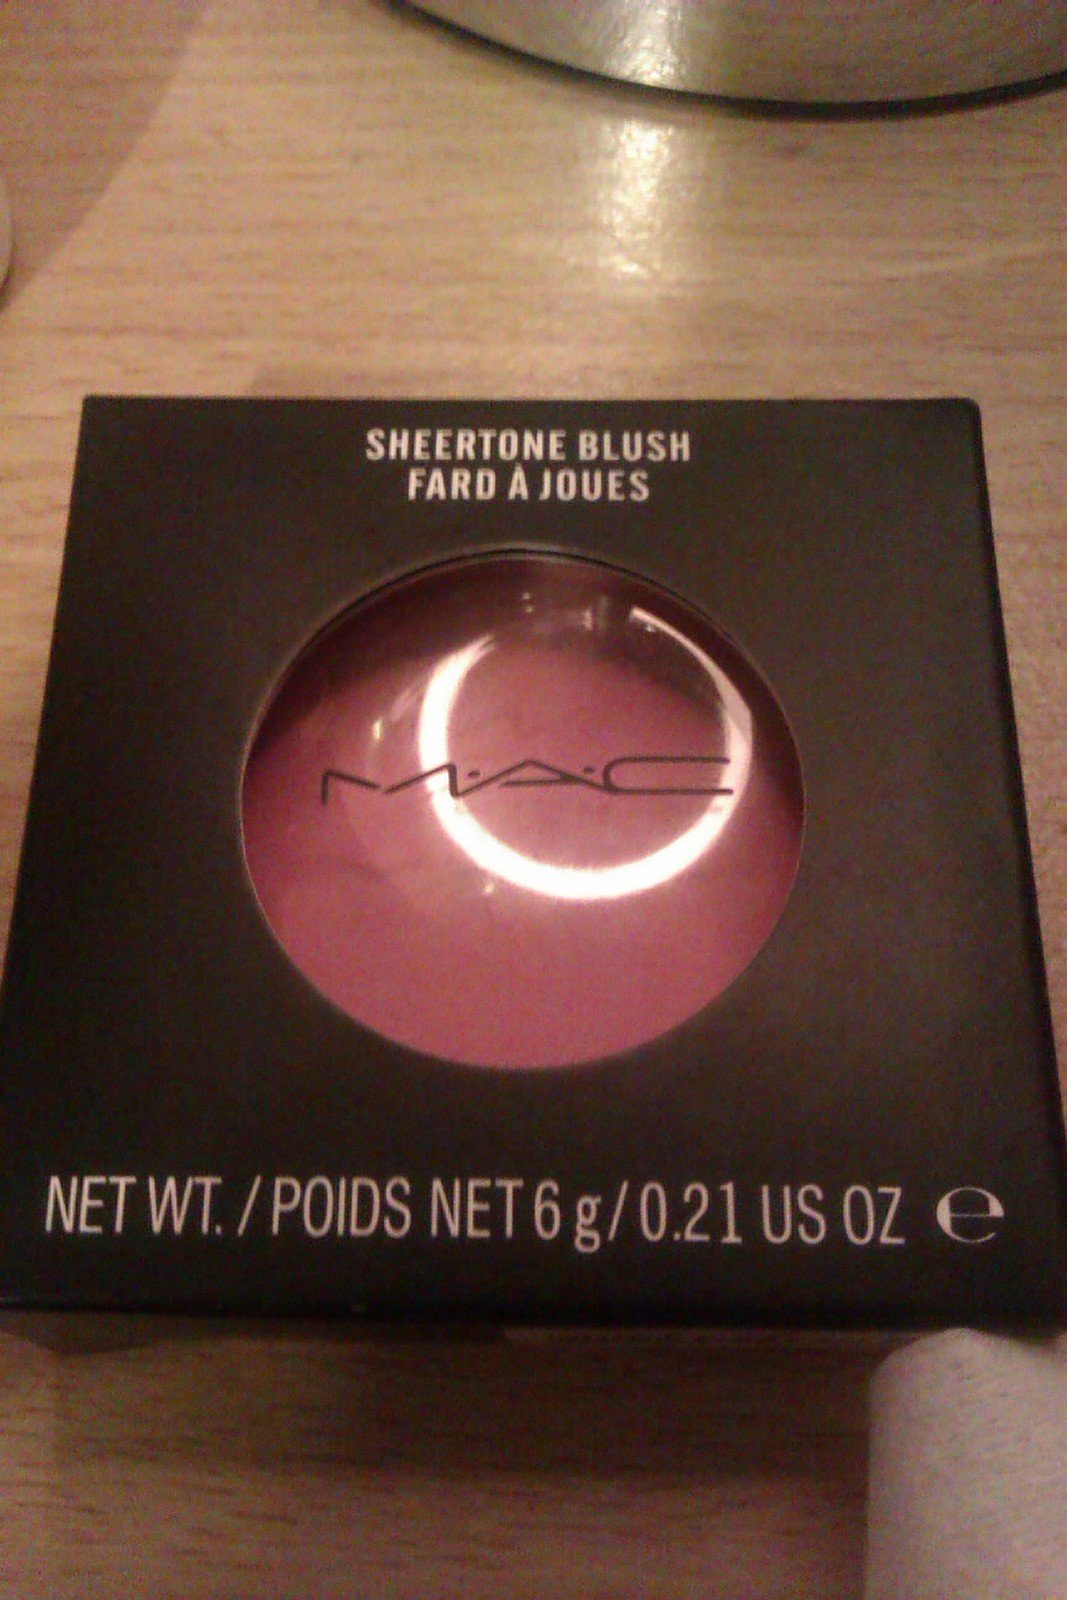 SHEERTONE BLUSH
FARD À JOUES
M·A·C
NET WT. / POIDS NET 6 g / 0.21 US OZ ℮